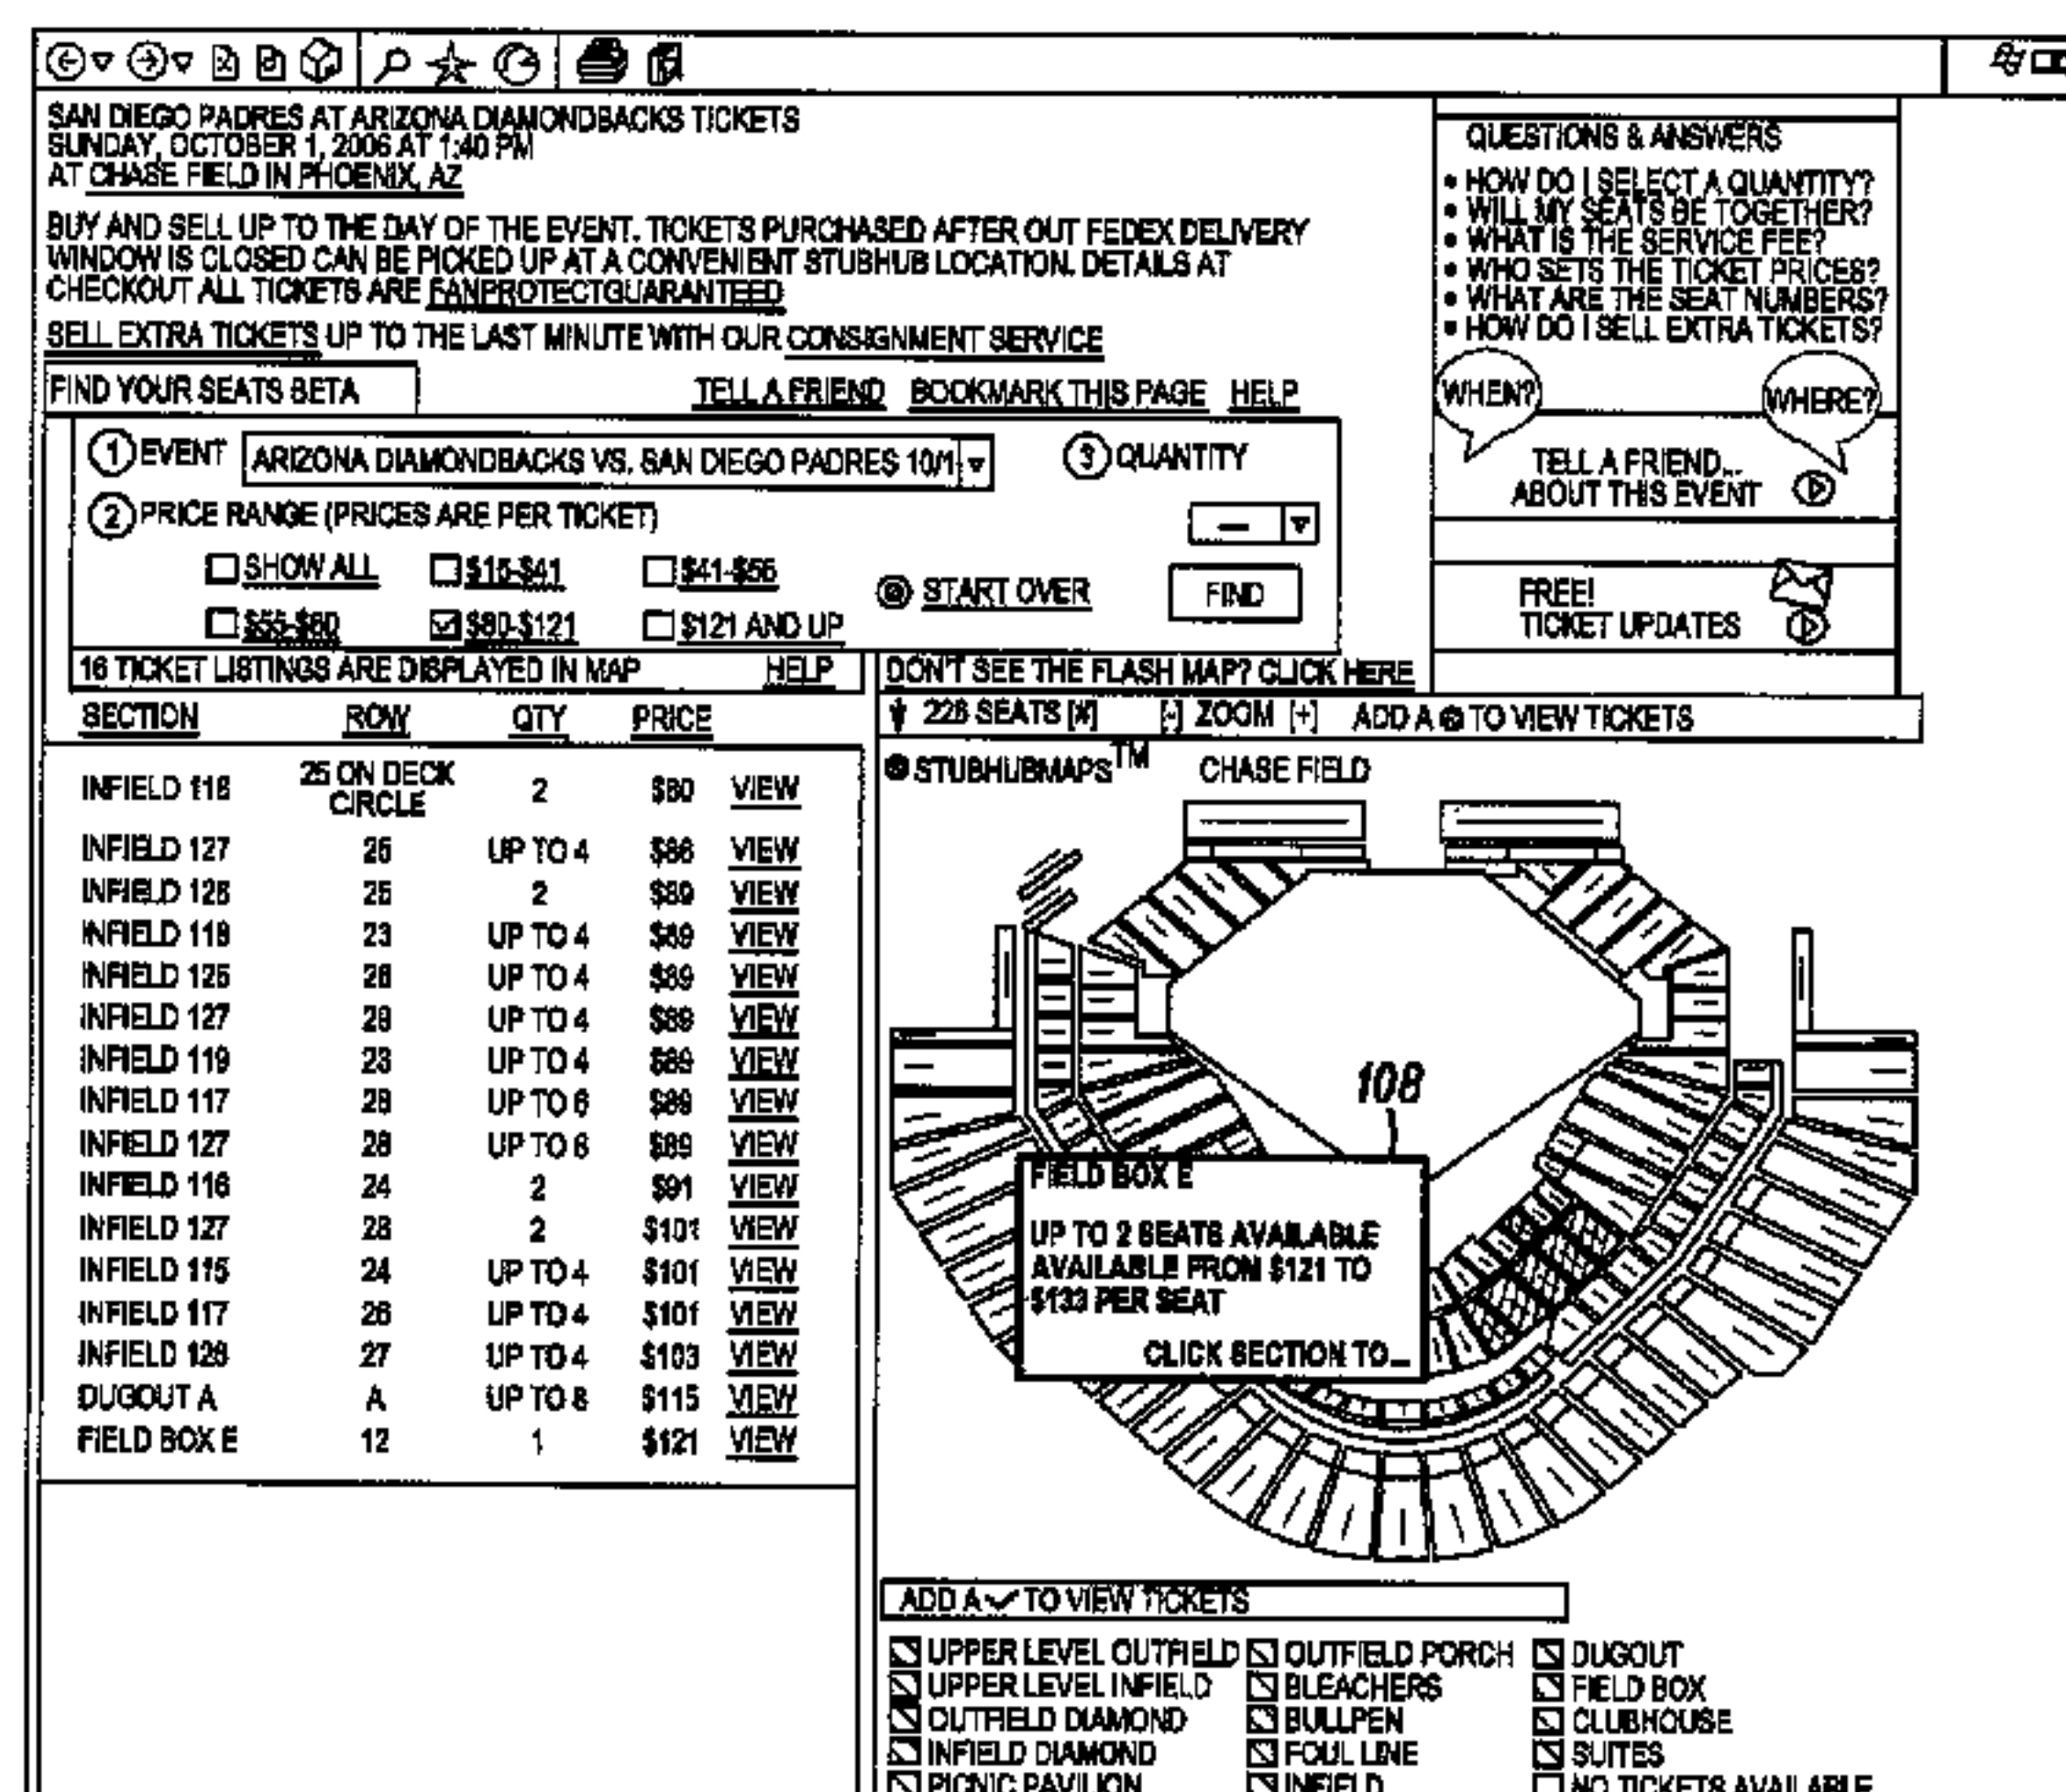 SAN DIEGO PADRES AT ARIZONA DIAMONDBACKS TICKETS
SUNDAY, OCTOBER 1, 2006 AT 1:40 PM
AT CHASE FIELD IN PHOENIX, AZ
BUY AND SELL UP TO THE DAY OF THE EVENT. TICKETS PURCHASED AFTER OUT FEDEX DELIVERY
WINDOW IS CLOSED CAN BE PICKED UP AT A CONVENIENT STUBHUB LOCATION. DETAILS AT
CHECKOUT ALL TICKETS ARE FANPROTECTGUARANTEED
SELL EXTRA TICKETS UP TO THE LAST MINUTE WITH OUR CONSIGNMENT SERVICE
QUESTIONS & ANSWERS
• HOW DO I SELECT A QUANTITY?
• WILL MY SEATS BE TOGETHER?
• WHAT IS THE SERVICE FEE?
• WHO SETS THE TICKET PRICES?
• WHAT ARE THE SEAT NUMBERS?
• HOW DO I SELL EXTRA TICKETS?
WHEN? WHERE?
TELL A FRIEND...
ABOUT THIS EVENT
FREE!
TICKET UPDATES
FIND YOUR SEATS BETA TELL A FRIEND BOOKMARK THIS PAGE HELP
1 EVENT ARIZONA DIAMONDBACKS VS. SAN DIEGO PADRES 10/1 3 QUANTITY
2 PRICE RANGE (PRICES ARE PER TICKET) —
SHOW ALL $15-$41 $41-$55
$55-$80 $80-$121 $121 AND UP START OVER FIND
16 TICKET LISTINGS ARE DISPLAYED IN MAP HELP
SECTION ROW QTY PRICE
INFIELD 25 ON DECK
CIRCLE 2 $80 VIEW
INFIELD 127 UP TO 4 VIEW
INFIELD 25 2 $89 VIEW
INFIELD 23 UP TO 4 $89 VIEW
INFIELD UP TO 4 $89 VIEW
INFIELD 127 UP TO 4 $89 VIEW
INFIELD 119 23 UP TO 4 $89 VIEW
INFIELD 117 UP TO 6 $89 VIEW
INFIELD 127 UP TO 6 $89 VIEW
INFIELD 116 24 2 $91 VIEW
INFIELD 127 2 $101 VIEW
INFIELD 115 24 UP TO 4 $101 VIEW
INFIELD 117 UP TO 4 $101 VIEW
INFIELD 27 UP TO 4 $103 VIEW
DUGOUT A A UP TO 8 $115 VIEW
FIELD BOX E 12 1 $121 VIEW
DON'T SEE THE FLASH MAP? CLICK HERE
SEATS [-] ZOOM [+] ADD A TO VIEW TICKETS
STUBHUBMAPS™ CHASE FIELD
108
FIELD BOX E
UP TO 2 SEATS AVAILABLE
AVAILABLE FROM $121 TO
$133 PER SEAT
CLICK SECTION TO...
ADD A ✓ TO VIEW TICKETS
UPPER LEVEL OUTFIELD OUTFIELD PORCH DUGOUT
UPPER LEVEL INFIELD BLEACHERS FIELD BOX
OUTFIELD DIAMOND BULLPEN CLUBHOUSE
INFIELD DIAMOND FOUL LINE SUITES
PICNIC PAVILION INFIELD NO TICKETS AVAILABLE